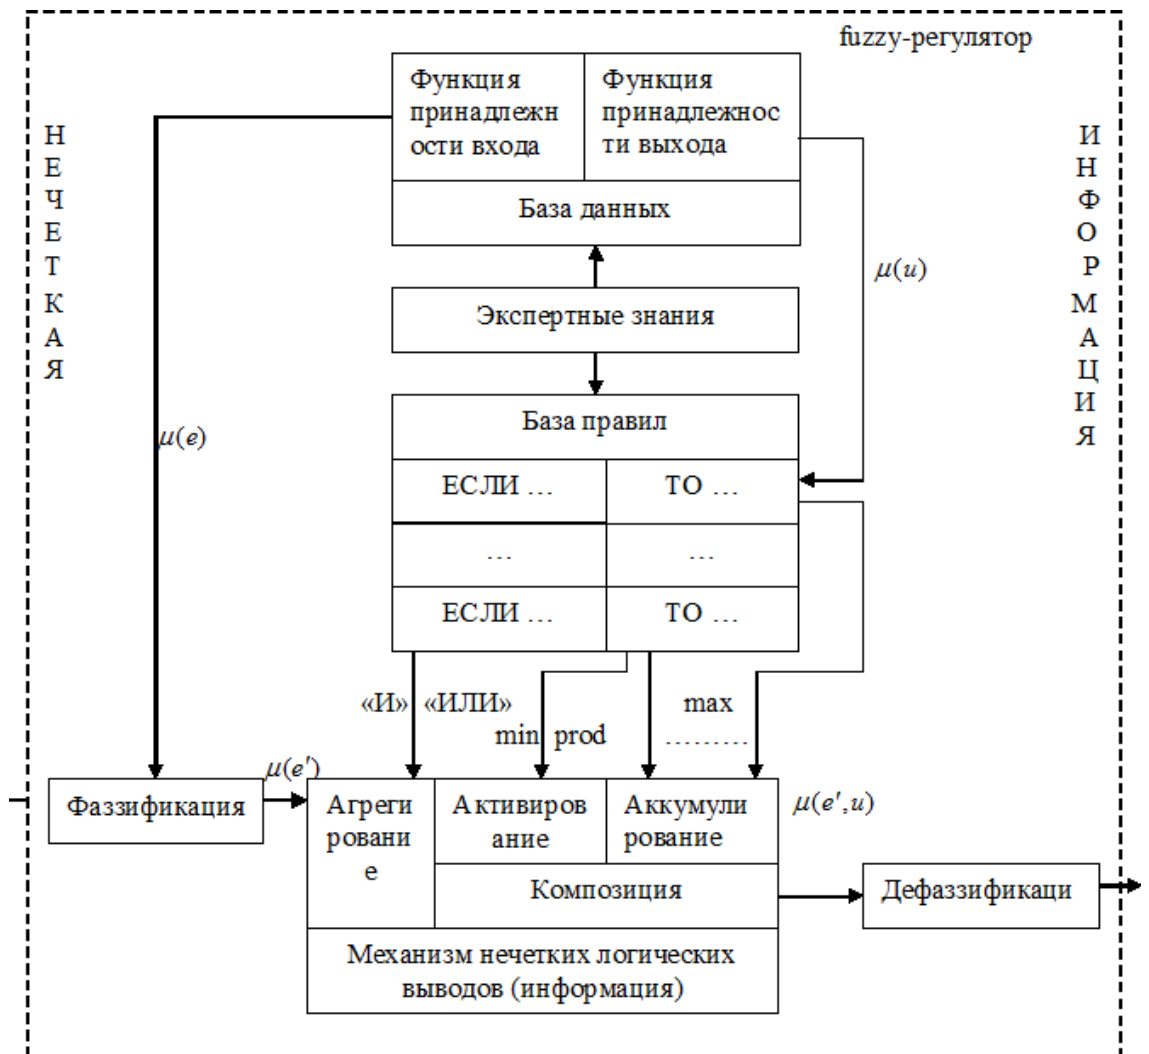 fuzzy-регулятор
Функция
принадлежн
ости входа
Функция
принадлежнос
ти выхода
База данных
Н
Е
Ч
Е
Т
К
А
Я
И
Н
Ф
О
Р
М
А
Ц
И
Я
μ(u)
Экспертные знания
База правил
μ(e)
ЕСЛИ …
ТО …
…
…
ЕСЛИ …
ТО …
«И»
«ИЛИ»
min
prod
max
………
μ(e')
Фаззификация
Агреги
ровани
е
Активиров
ание
Аккумули
рование
μ(e',u)
Композиция
Дефаззификаци
Механизм нечетких логических
выводов (информация)